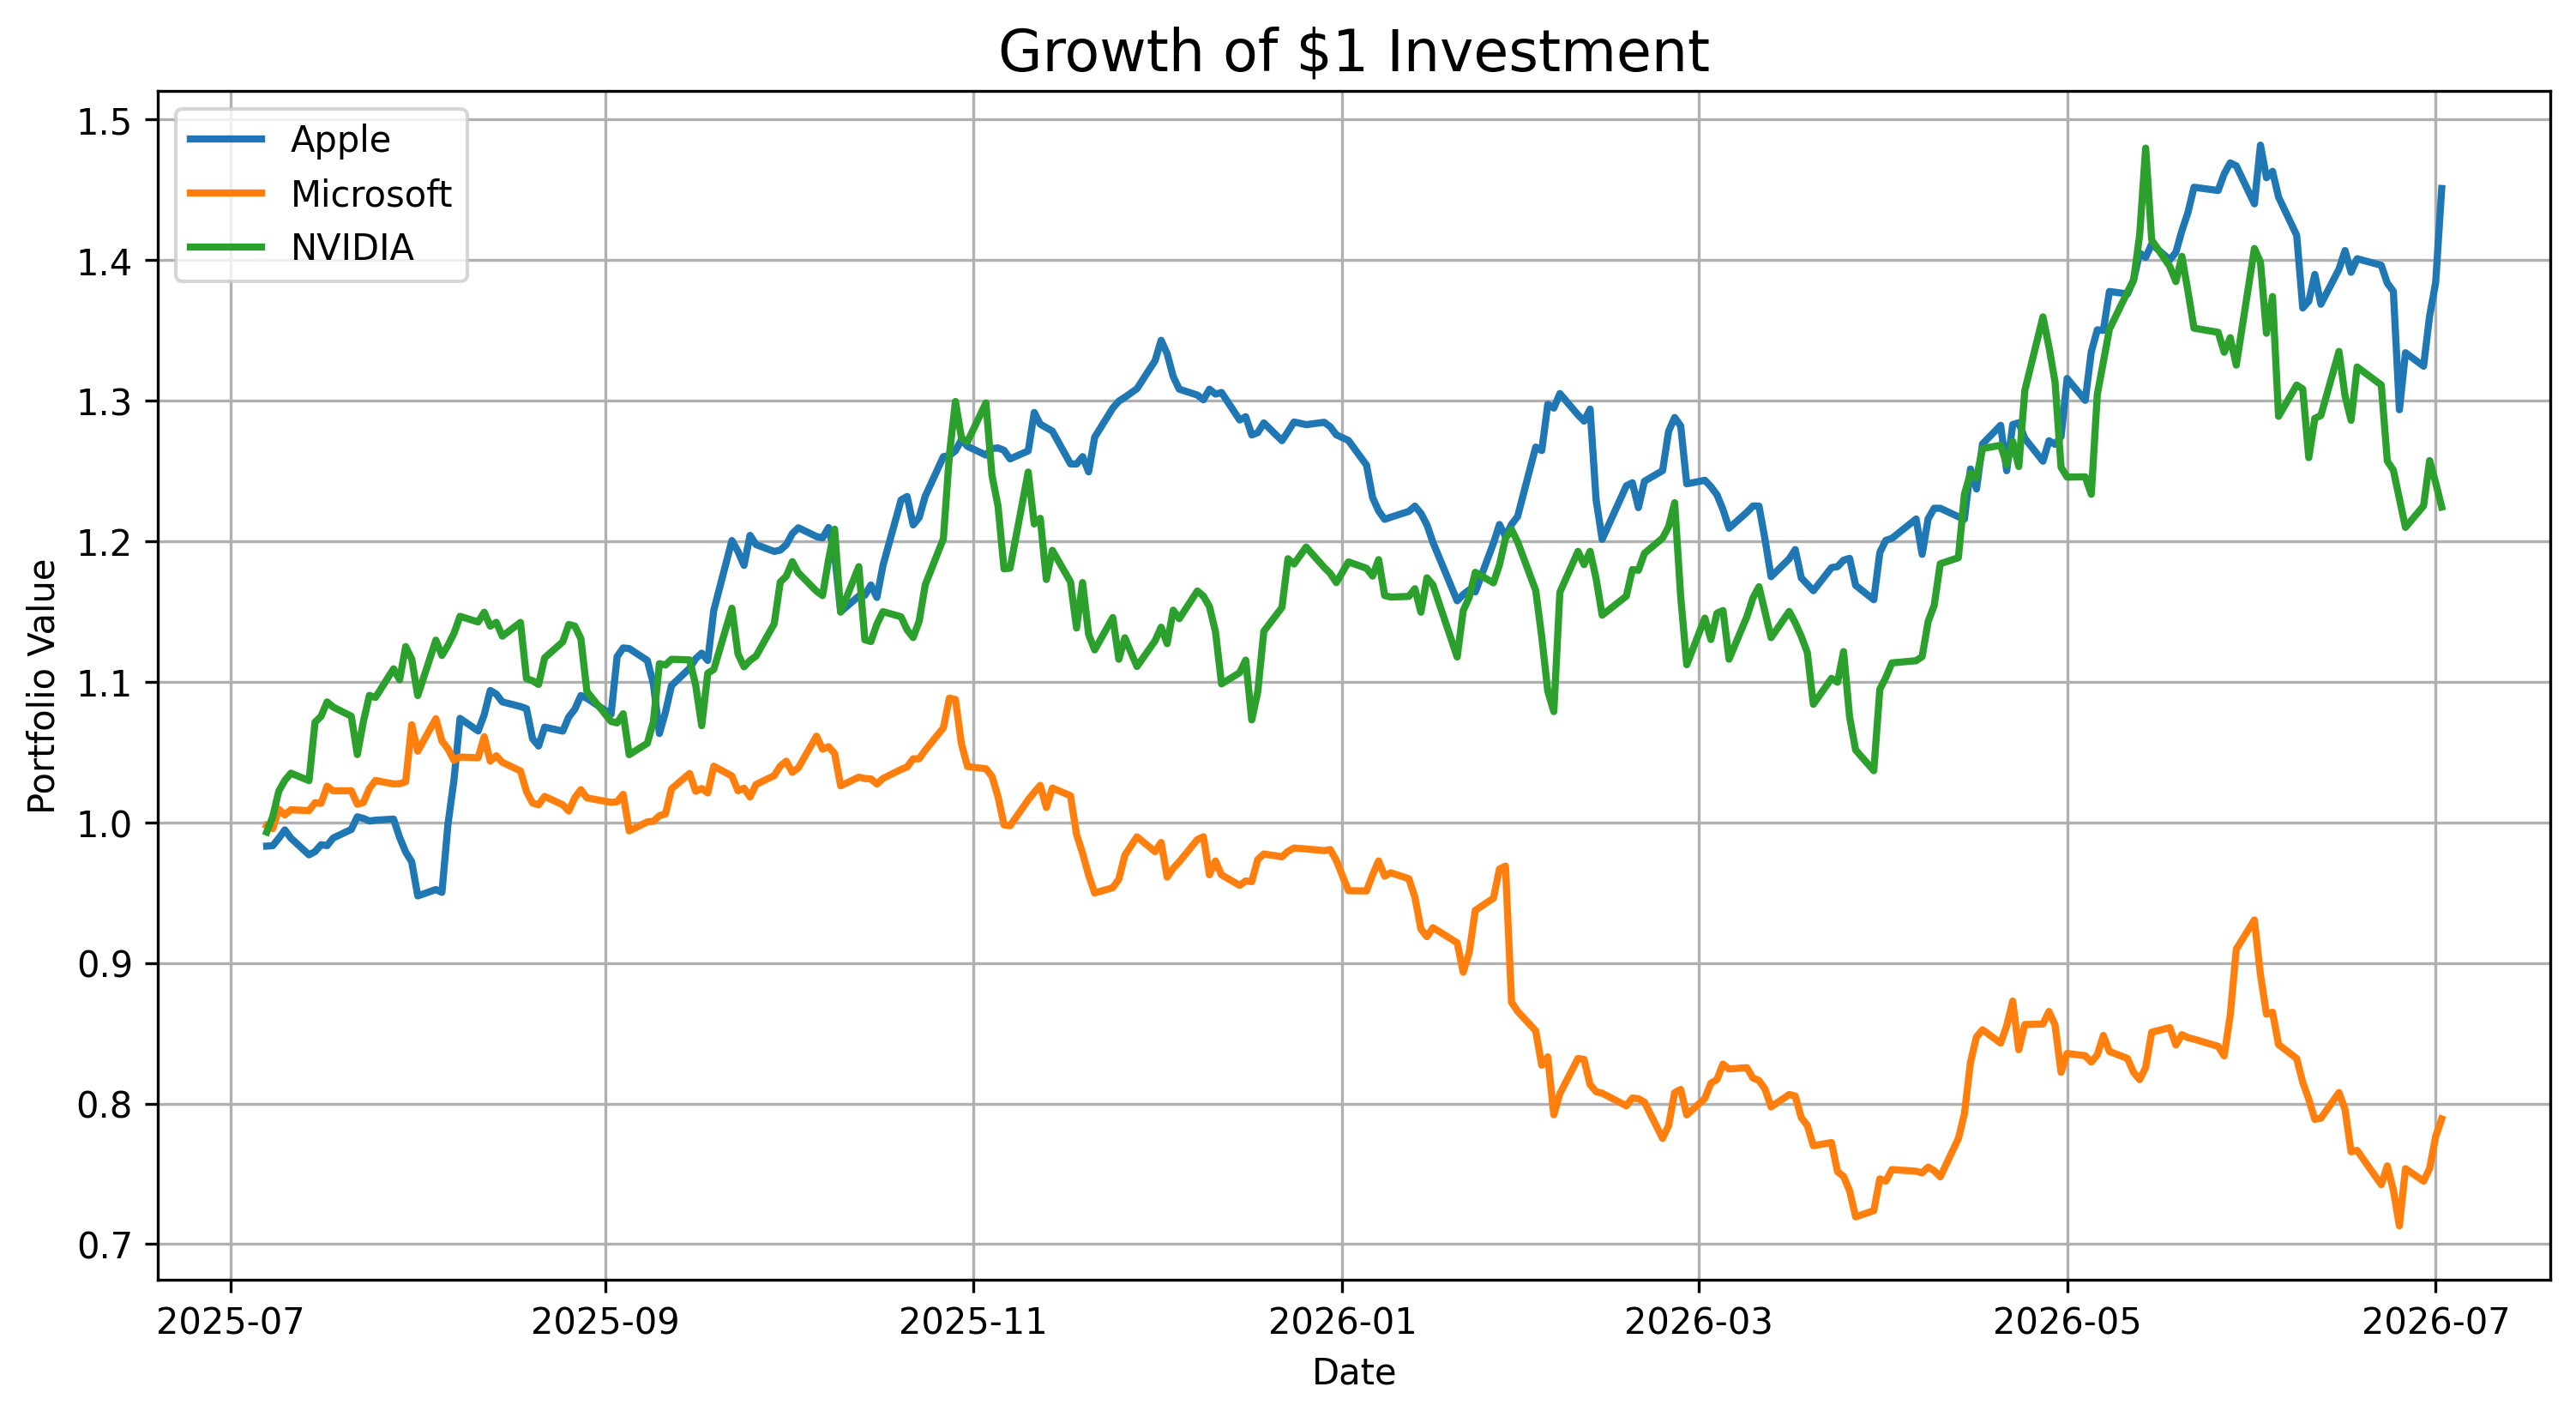 Growth of $1 Investment
Apple
Microsoft
NVIDIA
Portfolio Value
1.5
1.4
1.3
1.2
1.1
1.0
0.9
0.8
0.7
2025-07 2025-09 2025-11 2026-01 2026-03 2026-05 2026-07
Date